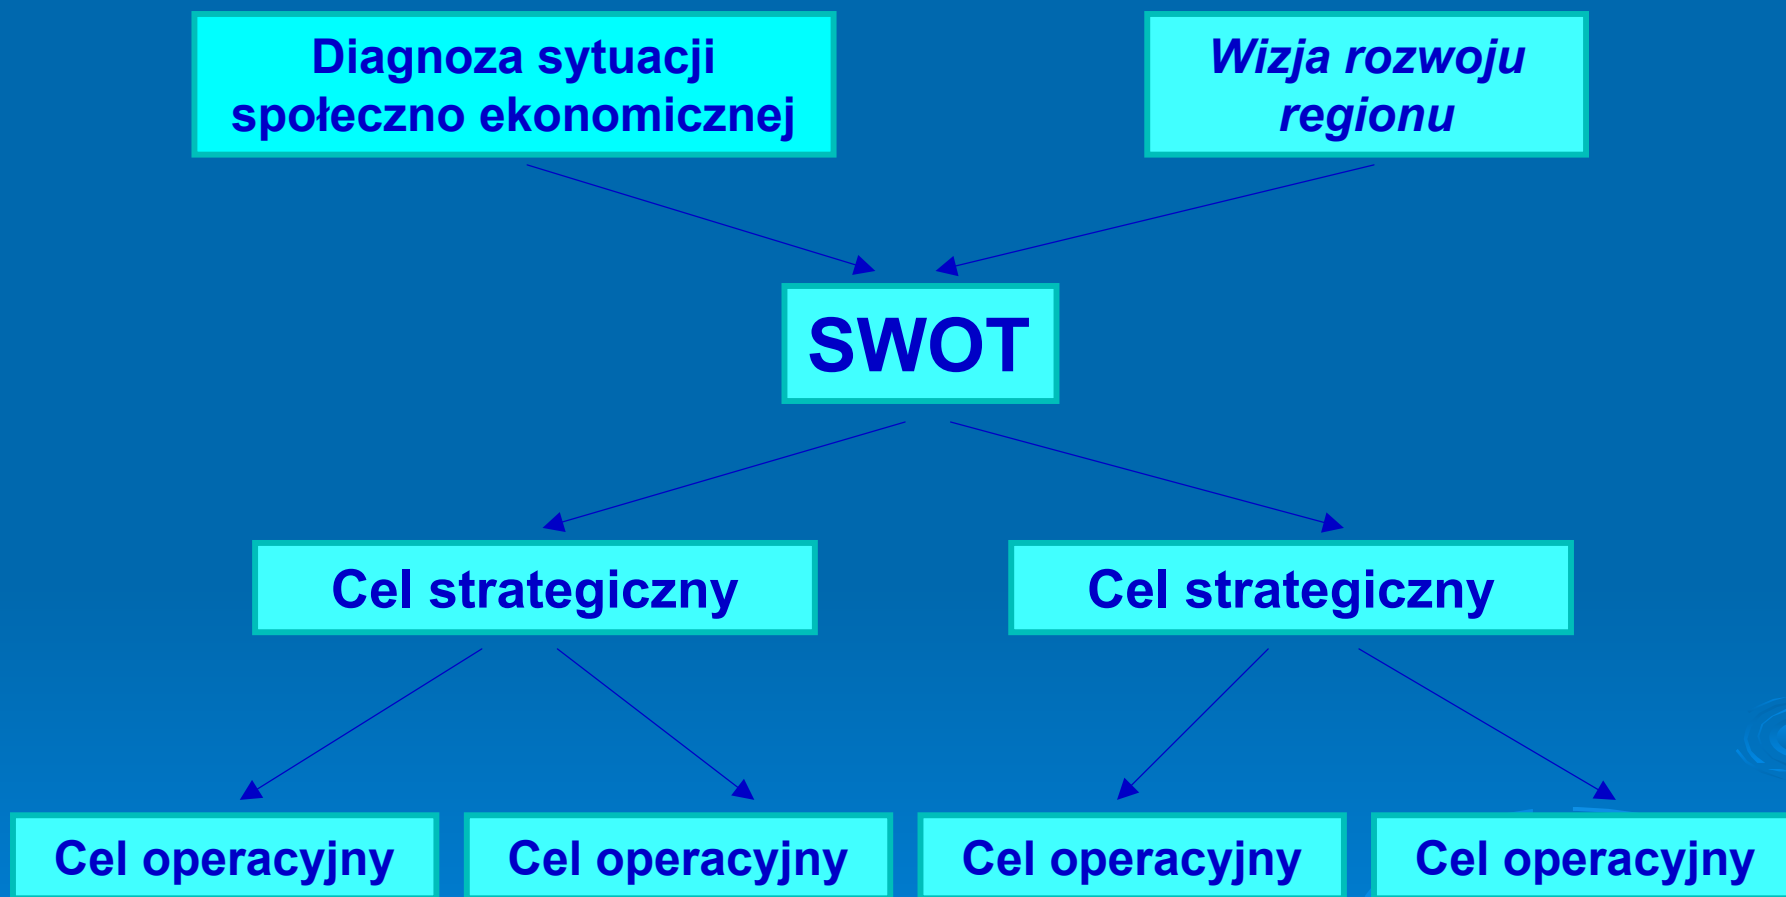 Diagnoza sytuacji
społeczno ekonomicznej
Wizja rozwoju
regionu
SWOT
Cel strategiczny
Cel strategiczny
Cel operacyjny
Cel operacyjny
Cel operacyjny
Cel operacyjny